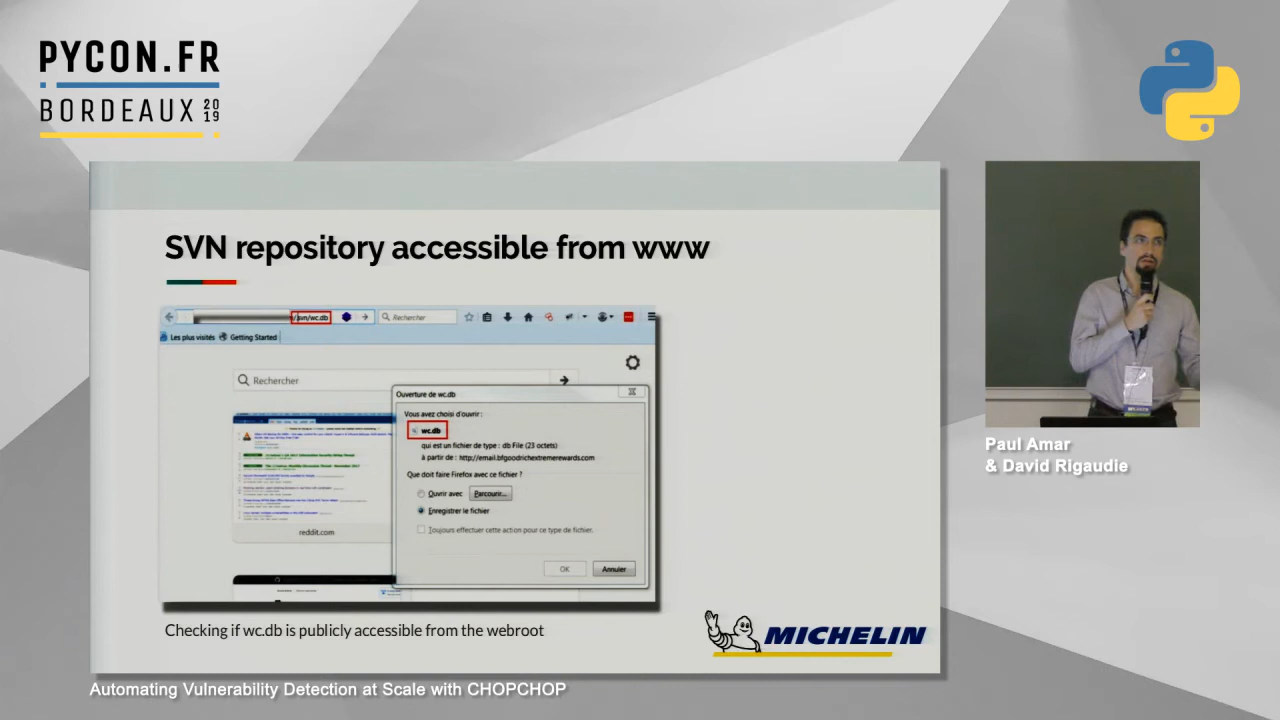 PYCON.FR
BORDEAUX 2019
SVN repository accessible from www
/.svn/wc.db
Rechercher
Les plus visités
Getting Started
Rechercher
Ouverture de wc.db
Vous avez choisi d'ouvrir :
wc.db
qui est un fichier de type : db File (23 octets)
à partir de : http://email.bfgoodrichextremerewards.com
Que doit faire Firefox avec ce fichier ?
Ouvrir avec
Parcourir...
Enregistrer le fichier
Toujours effectuer cette action pour ce type de fichier.
OK
Annuler
reddit.com
Checking if wc.db is publicly accessible from the webroot
MICHELIN
Paul Amar
& David Rigaudie
Automating Vulnerability Detection at Scale with CHOPCHOP